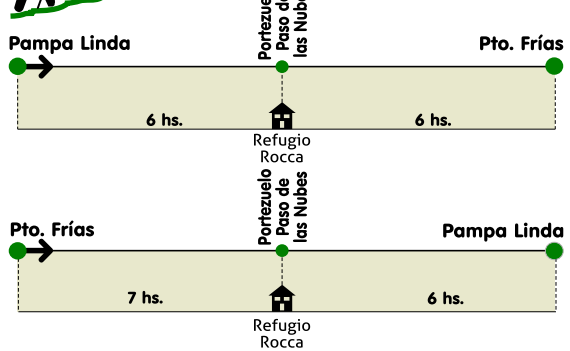 Portezuelo
Paso de
las Nubes
Pampa Linda
Pto. Frías
6 hs.
6 hs.
Refugio
Rocca
Portezuelo
Paso de
las Nubes
Pto. Frías
Pampa Linda
7 hs.
6 hs.
Refugio
Rocca